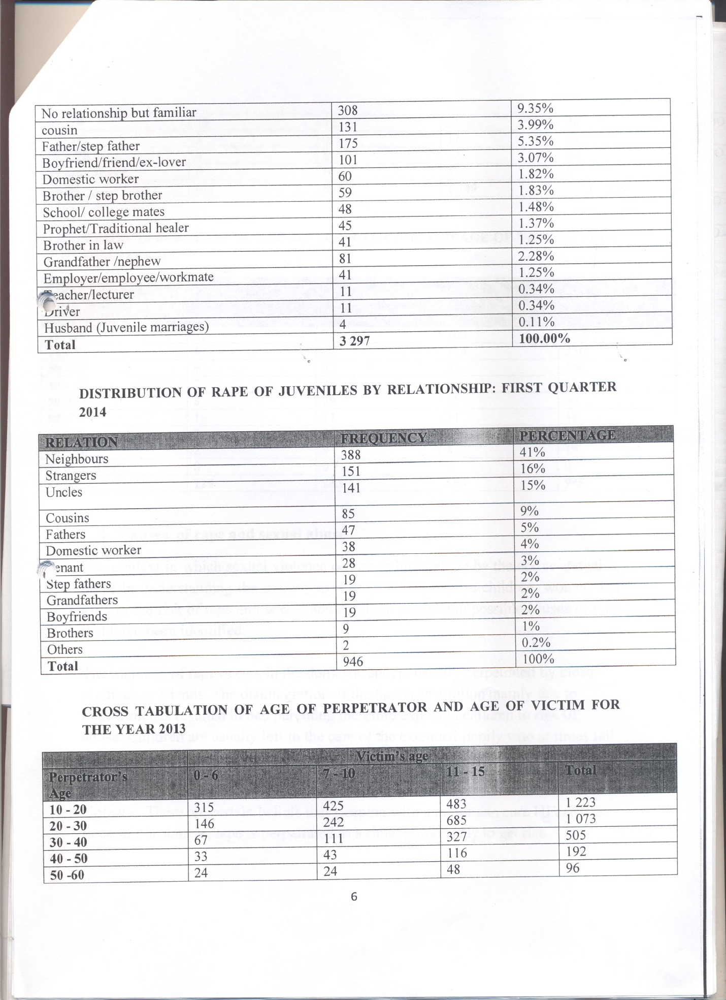 No relationship but familiar 308 9.35%
cousin 131 3.99%
Father/step father 175 5.35%
Boyfriend/friend/ex-lover 101 3.07%
Domestic worker 60 1.82%
Brother / step brother 59 1.83%
School/ college mates 48 1.48%
Prophet/Traditional healer 45 1.37%
Brother in law 41 1.25%
Grandfather /nephew 81 2.28%
Employer/employee/workmate 41 1.25%
Teacher/lecturer 11 0.34%
Driver 11 0.34%
Husband (Juvenile marriages) 4 0.11%
Total 3 297 100.00%
DISTRIBUTION OF RAPE OF JUVENILES BY RELATIONSHIP: FIRST QUARTER
2014
RELATION FREQUENCY PERCENTAGE
Neighbours 388 41%
Strangers 151 16%
Uncles 141 15%
Cousins 85 9%
Fathers 47 5%
Domestic worker 38 4%
enant 28 3%
Step fathers 19 2%
Grandfathers 19 2%
Boyfriends 19 2%
Brothers 9 1%
Others 2 0.2%
Total 946 100%
CROSS TABULATION OF AGE OF PERPETRATOR AND AGE OF VICTIM FOR
THE YEAR 2013
Victim's age
Perpetrator's 0 - 6 7 - 10 11 - 15 Total
Age
10 - 20 315 425 483 1 223
20 - 30 146 242 685 1 073
30 - 40 67 111 327 505
40 - 50 33 43 116 192
50 -60 24 24 48 96
6